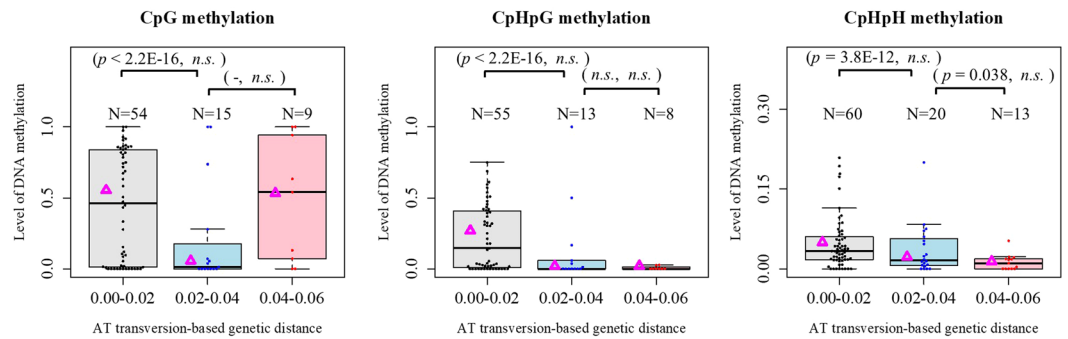 CpG methylation
(p < 2.2E-16, n.s.)
(-, n.s.)
N=54
N=15
N=9
Level of DNA methylation
1.0
0.5
0.0
0.00-0.02
0.02-0.04
0.04-0.06
AT transversion-based genetic distance
CpHpG methylation
(p < 2.2E-16, n.s.)
(n.s., n.s.)
N=55
N=13
N=8
Level of DNA methylation
1.0
0.5
0.0
0.00-0.02
0.02-0.04
0.04-0.06
AT transversion-based genetic distance
CpHpH methylation
(p = 3.8E-12, n.s.)
(p = 0.038, n.s.)
N=60
N=20
N=13
Level of DNA methylation
0.30
0.15
0.00
0.00-0.02
0.02-0.04
0.04-0.06
AT transversion-based genetic distance